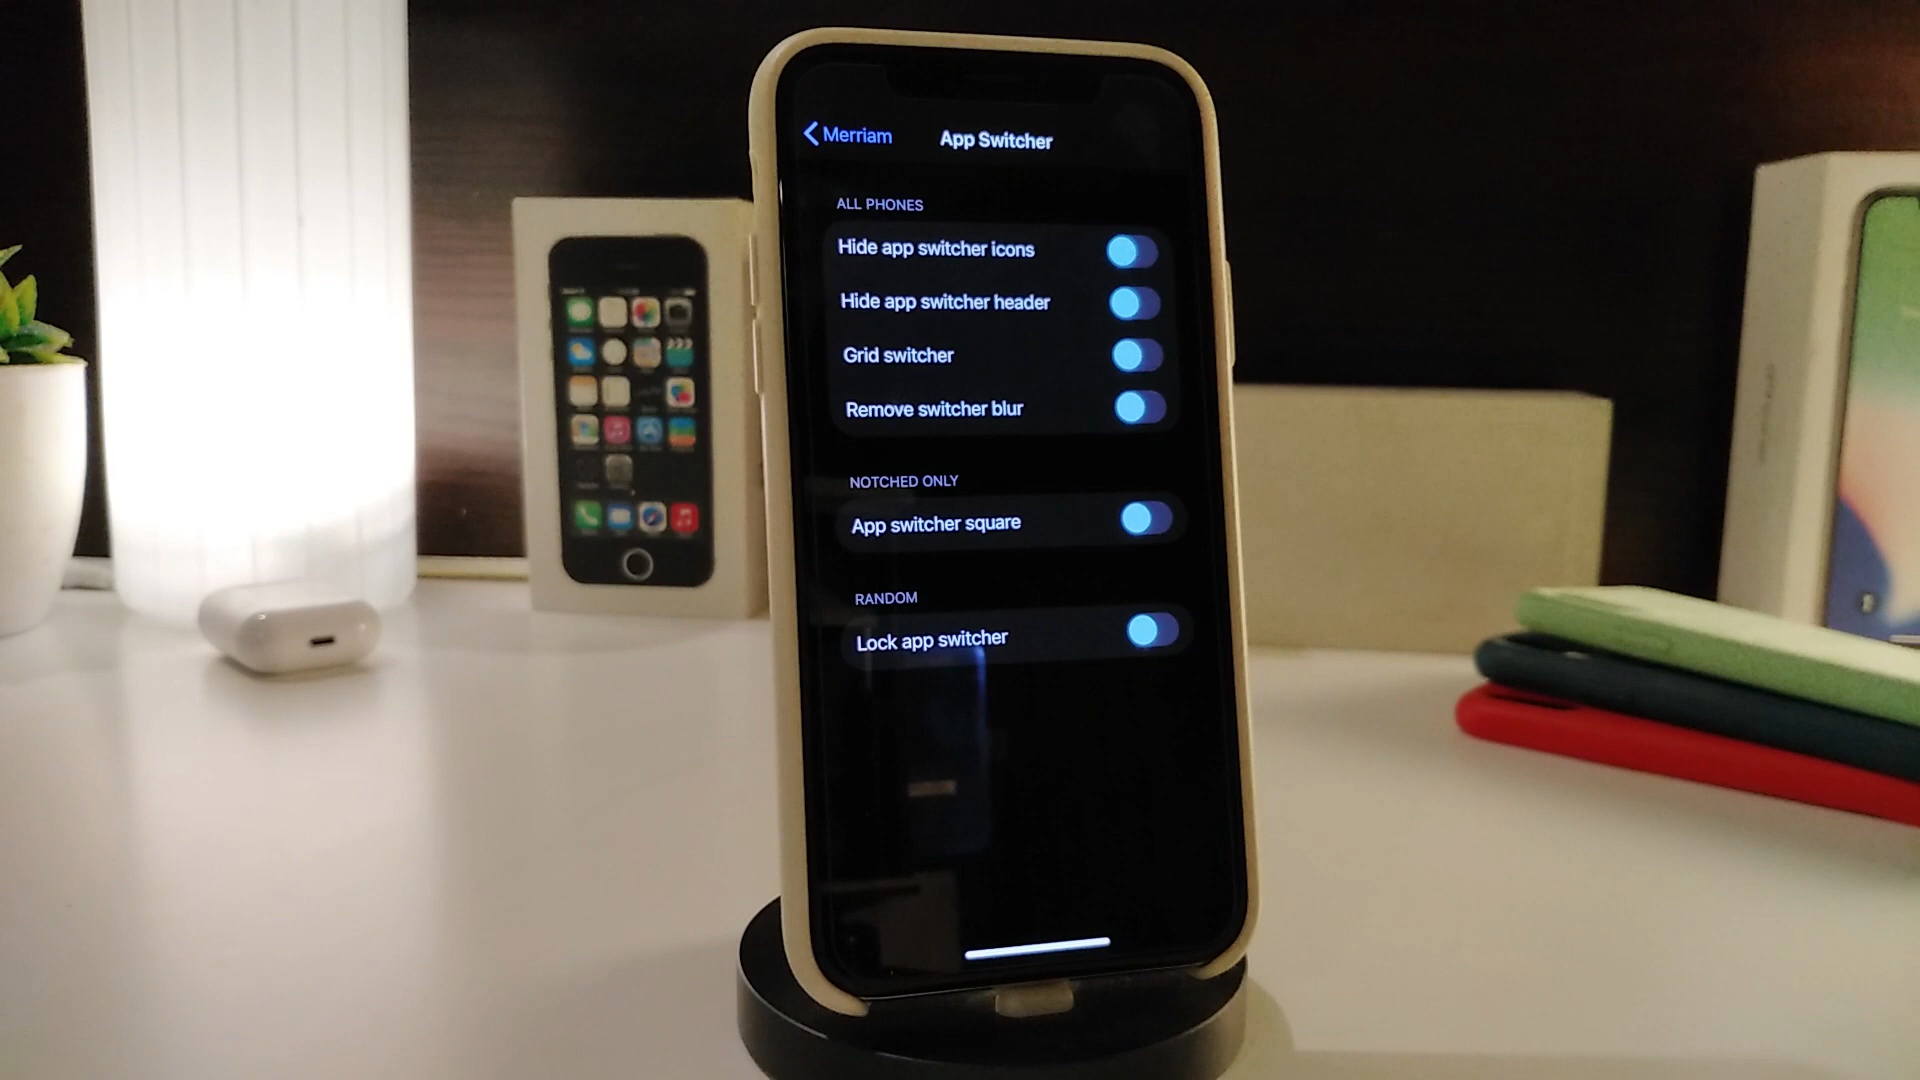 Merriam
App Switcher
ALL PHONES
Hide app switcher icons
Hide app switcher header
Grid switcher
Remove switcher blur
NOTCHED ONLY
App switcher square
RANDOM
Lock app switcher